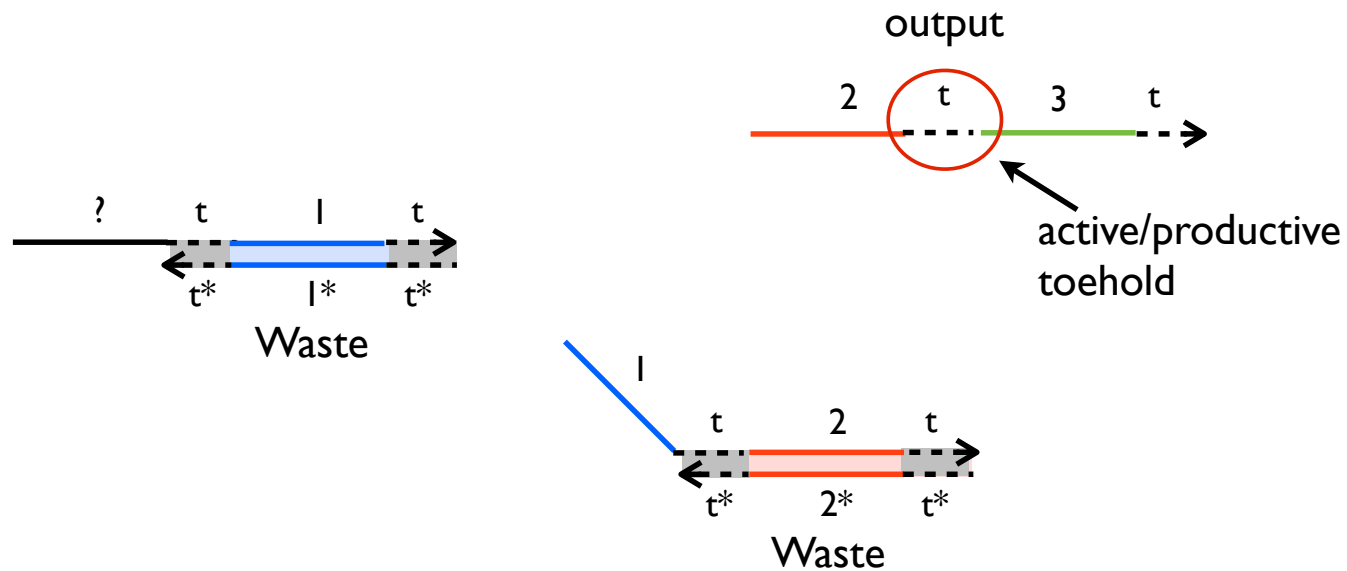 output
2 t 3 t
active/productive
toehold
? t 1 t
t* 1* t*
Waste
1
t 2 t
t* 2* t*
Waste